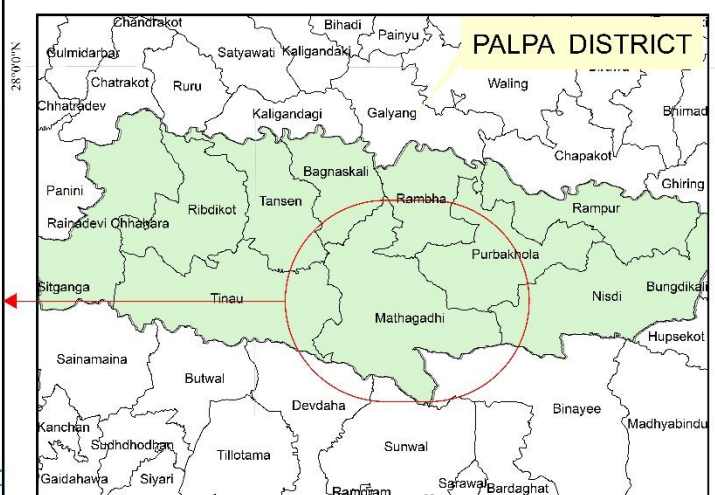 Chandrakot
Bihadi
Painyu
PALPA DISTRICT
Gulmidarbar
Satyawati
Kaligandaki
28°0'0"N
Chatrakot
Ruru
Waling
Chhatradev
Kaligandagi
Galyang
Bhimad
Chapakot
Bagnaskali
Panini
Ghiring
Ribdikot
Tansen
Rambha
Rampur
Rainadevi Chhahara
Purbakhola
Sitganga
Tinau
Nisdi
Bungdikali
Mathagadhi
Hupsekot
Sainamaina
Butwal
Devdaha
Binayee
Madhyabindu
Kanchan
Sudhdhodhan
Tillotama
Sunwal
Gaidahawa
Siyari
Ramgram
Sarawal
Bardaghat